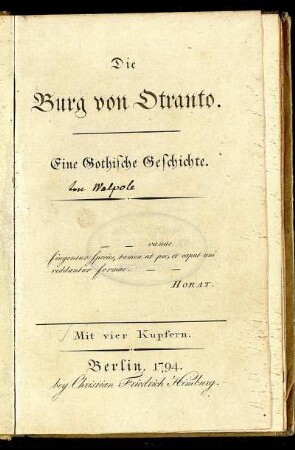 Die
Burg von Otranto.
Eine Gothische Geschichte.
von Walpole
— — vanae
fingentur species, tamen ut pes, et caput uni
reddantur formae. — —
HORAT.
Mit vier Kupfern.
Berlin, 1794.
bey Christian Friedrich Himburg.